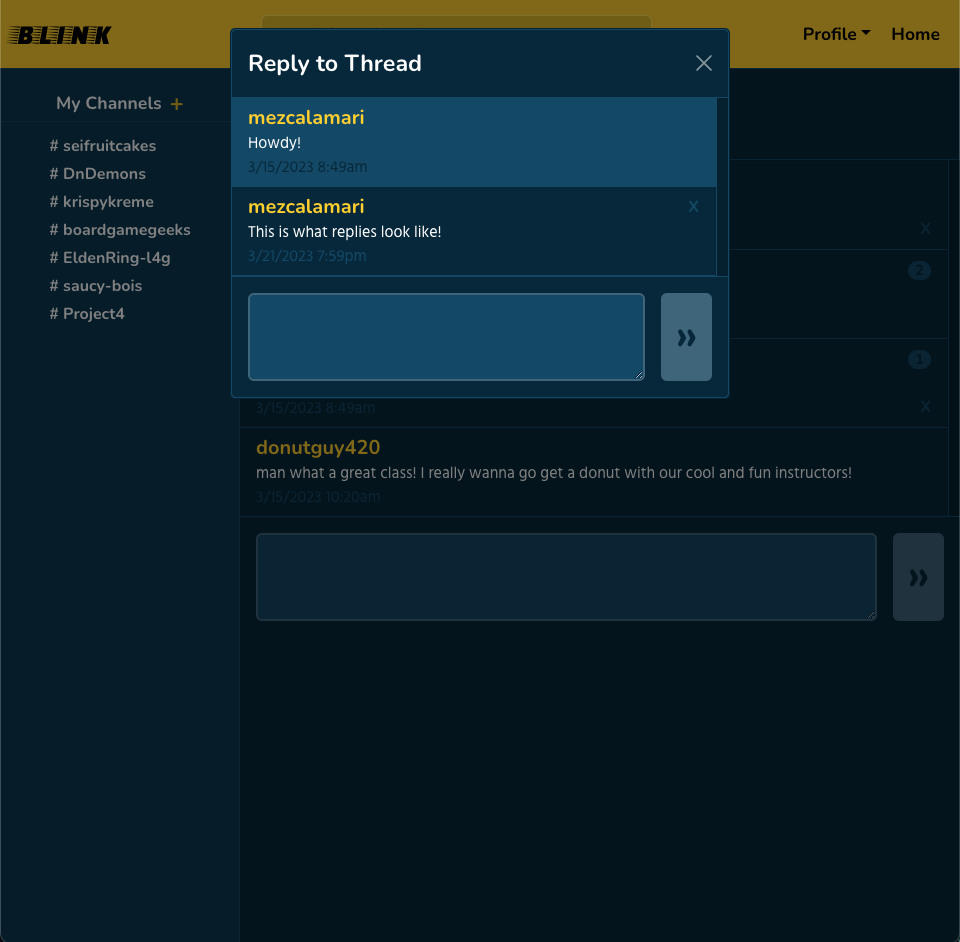 BLINK
Profile
Home
My Channels +
# seifruitcakes
# DnDemons
# krispykreme
# boardgamegeeks
# EldenRing-l4g
# saucy-bois
# Project4
Reply to Thread
mezcalamari
Howdy!
3/15/2023 8:49am
mezcalamari X
This is what replies look like!
3/21/2023 7:59pm
»
X
2
1
3/15/2023 8:49am X
donutguy420
man what a great class! I really wanna go get a donut with our cool and fun instructors!
3/15/2023 10:20am
»